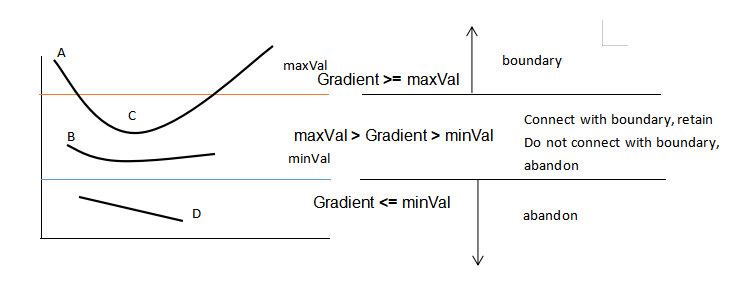 A
maxVal
boundary
Gradient >= maxVal
C
Connect with boundary, retain
B
maxVal > Gradient > minVal
Do not connect with boundary,
minVal
abandon
Gradient <= minVal
D
abandon